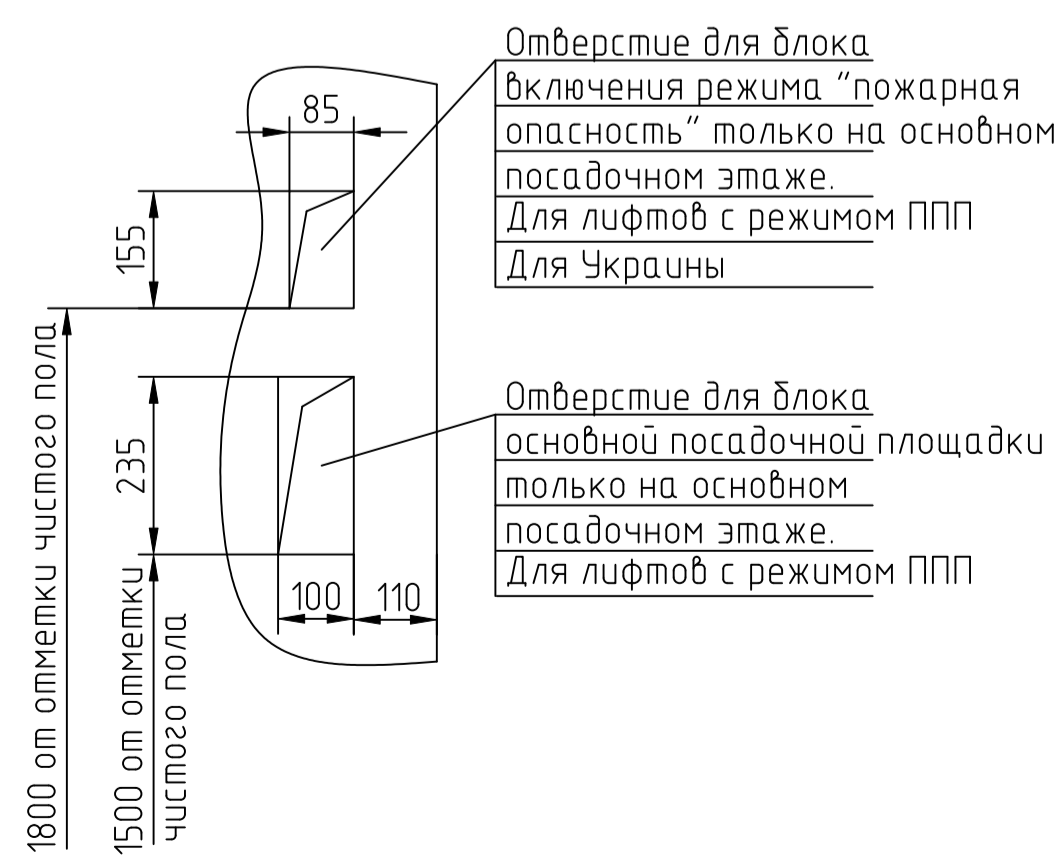 Отверстие для блока
включения режима "пожарная
опасность" только на основном
посадочном этаже.
Для лифтов с режимом ППП
Для Украины
85
155
1800 от отметки чистого пола
235
Отверстие для блока
основной посадочной площадки
только на основном
посадочном этаже.
Для лифтов с режимом ППП
100
110
1500 от отметки
чистого пола